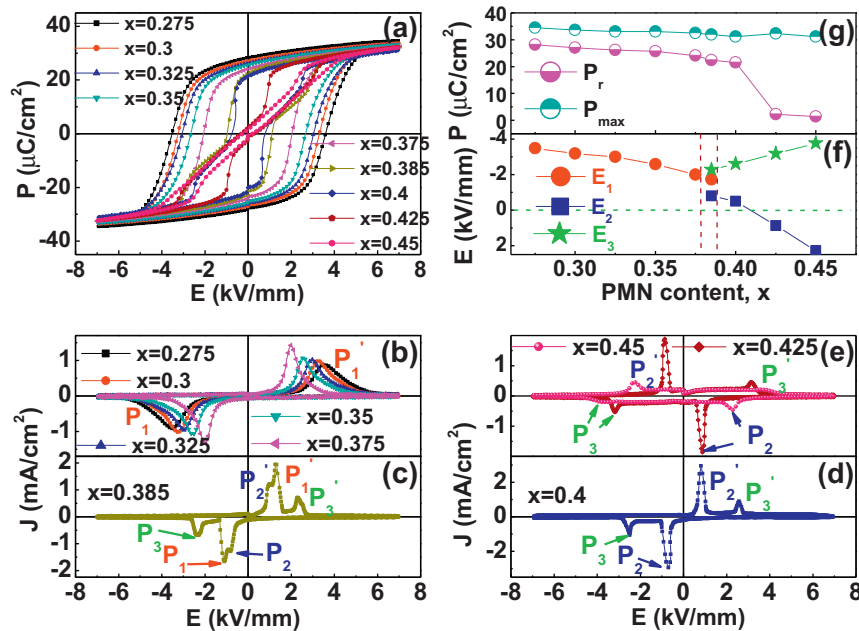 (a)
x=0.275
x=0.3
x=0.325
x=0.35
x=0.375
x=0.385
x=0.4
x=0.425
x=0.45
P (μC/cm²)
40
20
0
-20
-40
-8 -6 -4 -2 0 2 4 6 8
E (kV/mm)
(g)
P (μC/cm²)
40
20
0
Pr
Pmax
(f)
E (kV/mm)
-4
-2
0
2
E1
E2
E3
0.30 0.35 0.40 0.45
PMN content, x
(b)
x=0.275
x=0.3
x=0.325
x=0.35
x=0.375
P1'
P1
1
0
-1
J (mA/cm²)
(c)
x=0.385
P2' P1' P3'
P3 P1 P2
2
1
0
-1
-2
-8 -6 -4 -2 0 2 4 6 8
E (kV/mm)
(e)
x=0.45 x=0.425
P2' P3'
P3 P2
1
0
-1
J (mA/cm²)
(d)
x=0.4
P2' P3'
P3 P2
2
0
-2
-8 -6 -4 -2 0 2 4 6 8
E (kV/mm)